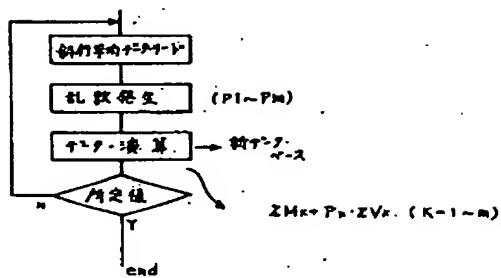 乱数発生 (P1~Pm)
データ演算 → 新データベース
所定値
N
Y
ZMK+PK・ZVK. (K-1~m)
end